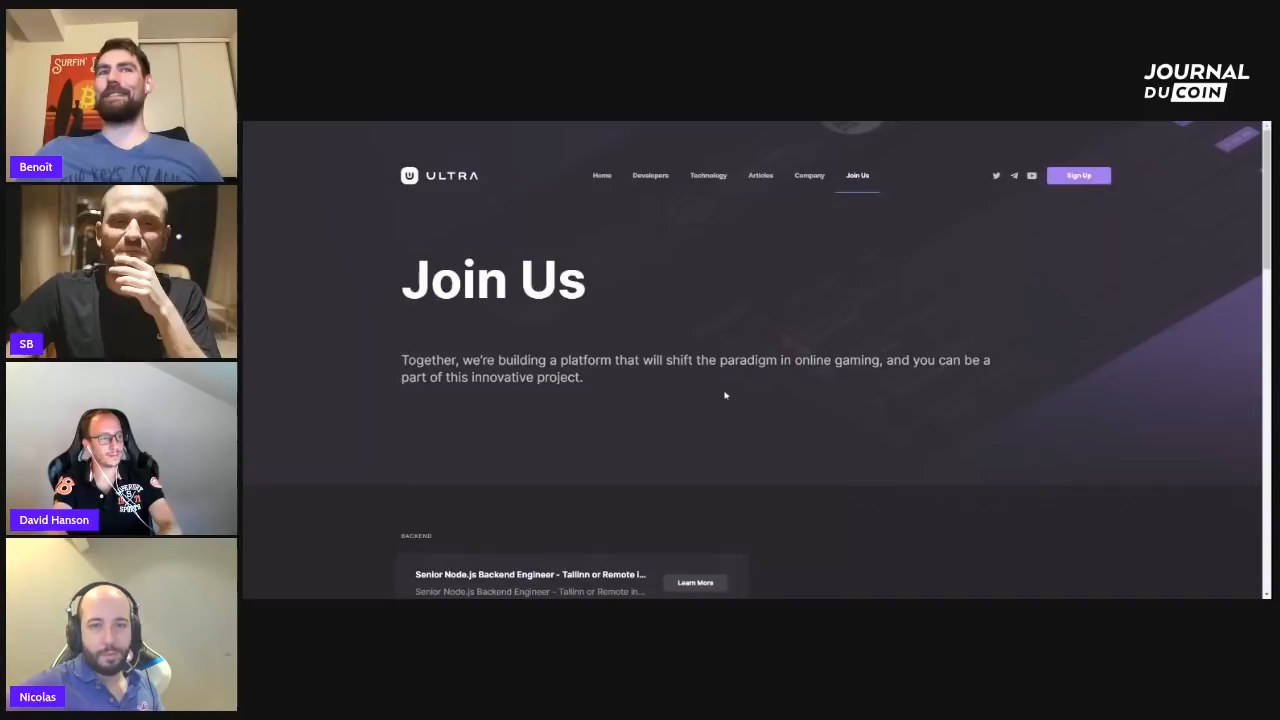 SURFIN'
Benoît
SB
David Hanson
Nicolas
JOURNAL
DU COIN
ULTRA
Home
Developers
Technology
Articles
Company
Join Us
Sign Up
Join Us
Together, we're building a platform that will shift the paradigm in online gaming, and you can be a
part of this innovative project.
BACKEND
Senior Node.js Backend Engineer - Tallinn or Remote i...
Senior Node.js Backend Engineer - Tallinn or Remote in...
Learn More